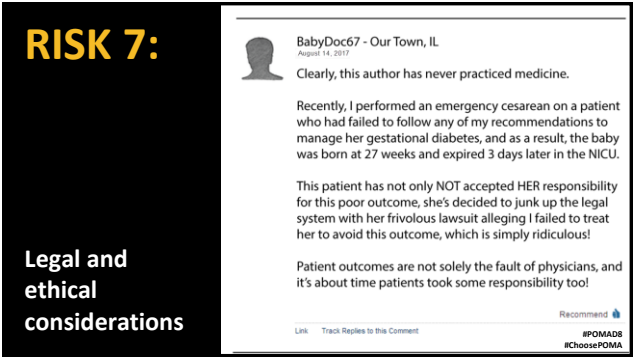 RISK 7:
Legal and
ethical
considerations
BabyDoc67 - Our Town, IL
August 14, 2017
Clearly, this author has never practiced medicine.
Recently, I performed an emergency cesarean on a patient
who had failed to follow any of my recommendations to
manage her gestational diabetes, and as a result, the baby
was born at 27 weeks and expired 3 days later in the NICU.
This patient has not only NOT accepted HER responsibility
for this poor outcome, she's decided to junk up the legal
system with her frivolous lawsuit alleging I failed to treat
her to avoid this outcome, which is simply ridiculous!
Patient outcomes are not solely the fault of physicians, and
it's about time patients took some responsibility too!
Recommend
Link Track Replies to this Comment
#POMAD8
#ChoosePOMA